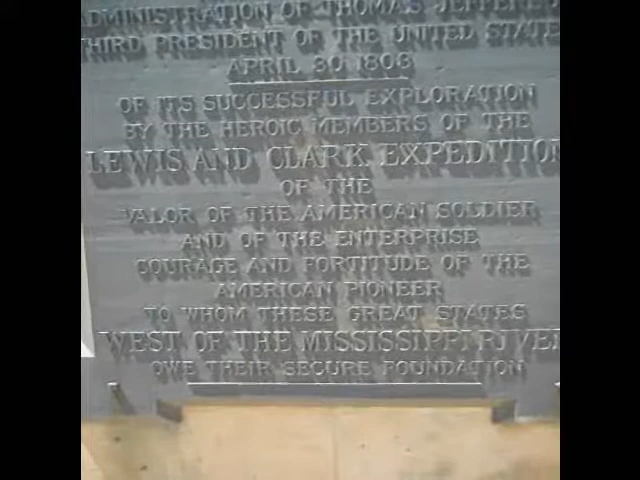 ADMINISTRATION OF THOMAS JEFFERS
THIRD PRESIDENT OF THE UNITED STATE
APRIL 30 1803
OF ITS SUCCESSFUL EXPLORATION
BY THE HEROIC MEMBERS OF THE
LEWIS AND CLARK EXPEDITION
OF THE
VALOR OF THE AMERICAN SOLDIER
AND OF THE ENTERPRISE
COURAGE AND FORTITUDE OF THE
AMERICAN PIONEER
TO WHOM THESE GREAT STATES
WEST OF THE MISSISSIPPI RIVER
OWE THEIR SECURE FOUNDATION